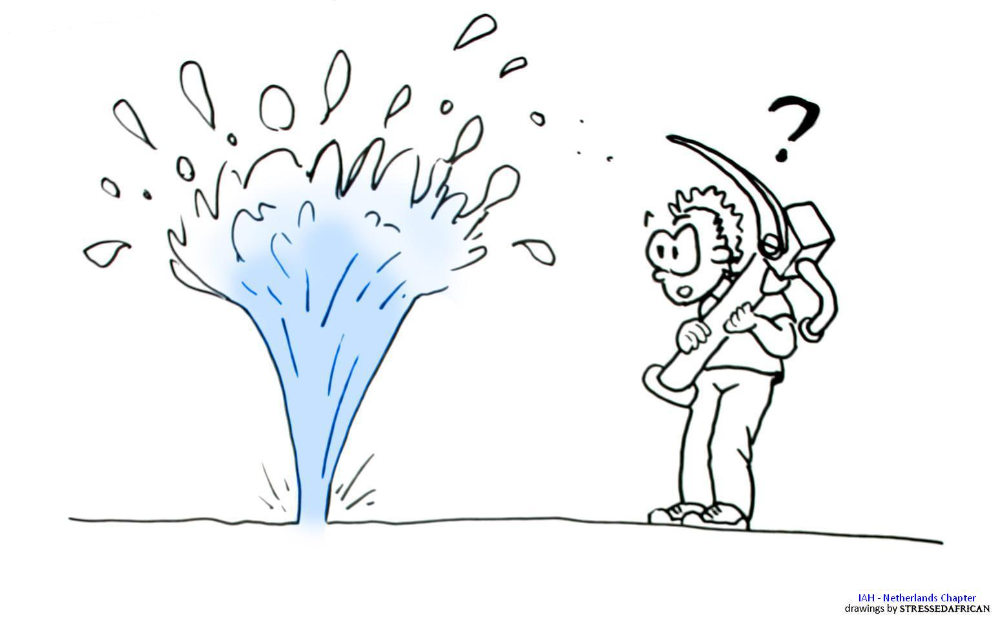 ?
IAH - Netherlands Chapter
drawings by STRESSEDAFRICAN